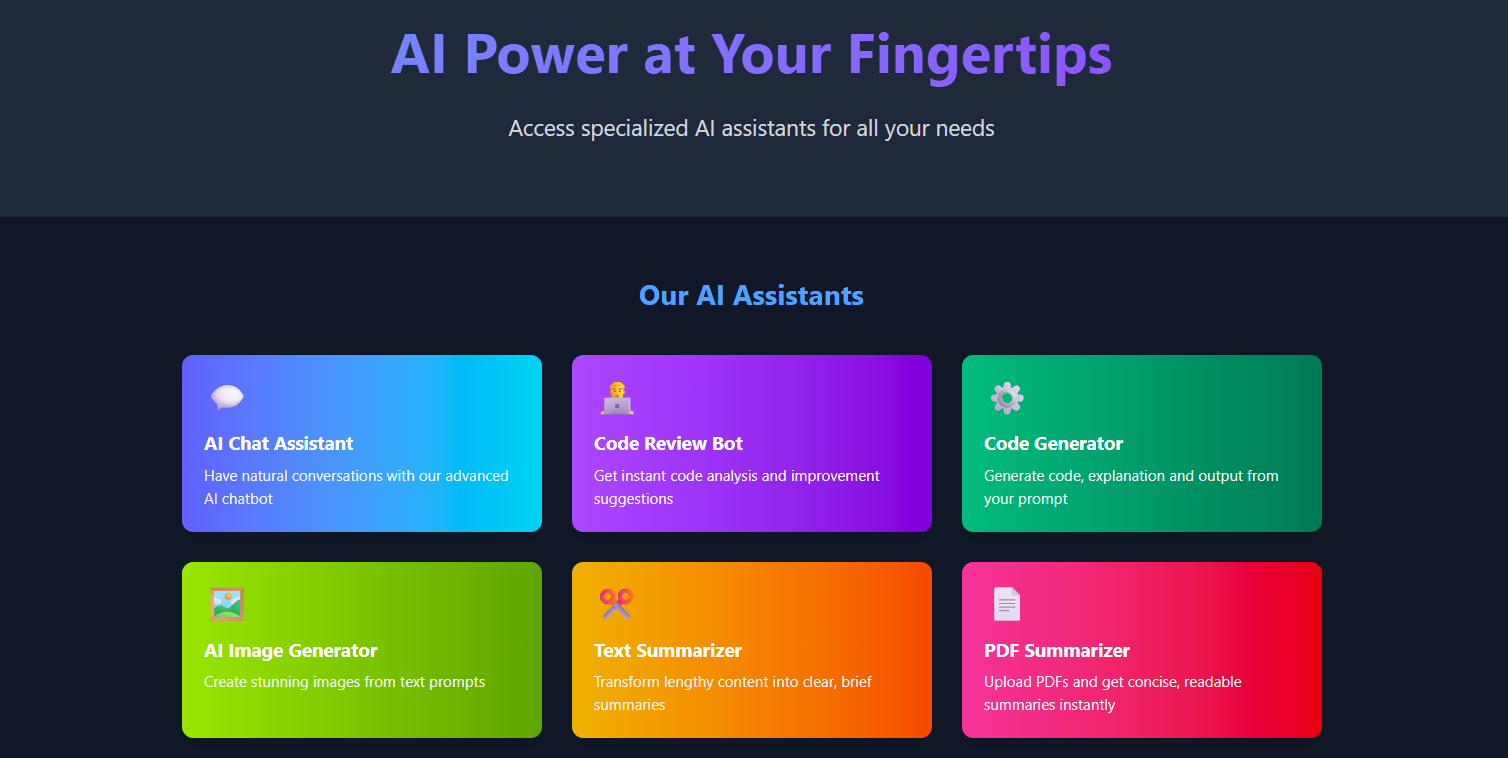 AI Power at Your Fingertips
Access specialized AI assistants for all your needs
Our AI Assistants
AI Chat Assistant
Have natural conversations with our advanced
AI chatbot
Code Review Bot
Get instant code analysis and improvement
suggestions
Code Generator
Generate code, explanation and output from
your prompt
AI Image Generator
Create stunning images from text prompts
Text Summarizer
Transform lengthy content into clear, brief
summaries
PDF Summarizer
Upload PDFs and get concise, readable
summaries instantly